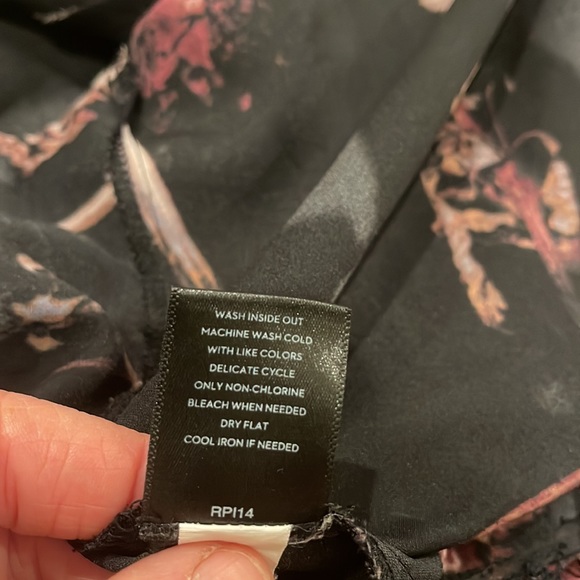 WASH INSIDE OUT
MACHINE WASH COLD
WITH LIKE COLORS
DELICATE CYCLE
ONLY NON-CHLORINE
BLEACH WHEN NEEDED
DRY FLAT
COOL IRON IF NEEDED
RPI14